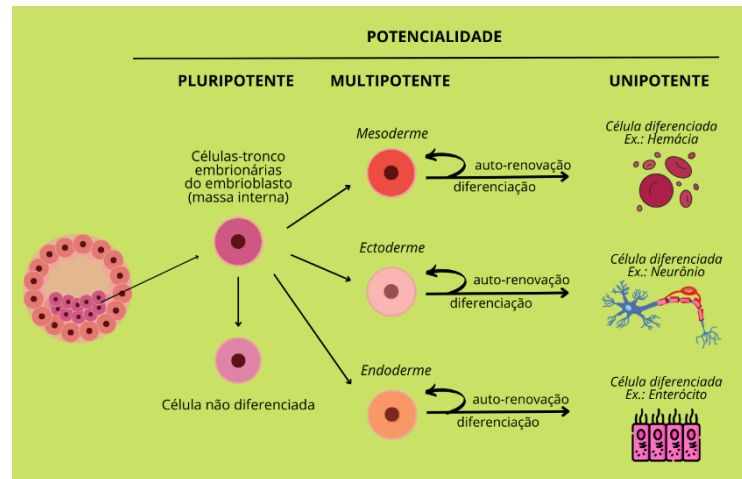 POTENCIALIDADE
PLURIPOTENTE
MULTIPOTENTE
UNIPOTENTE
Células-tronco
embrionárias
do embrioblasto
(massa interna)
Célula não diferenciada
Mesoderme
auto-renovação
diferenciação
Célula diferenciada
Ex.: Hemácia
Ectoderme
auto-renovação
diferenciação
Célula diferenciada
Ex.: Neurônio
Endoderme
auto-renovação
diferenciação
Célula diferenciada
Ex.: Enterócito